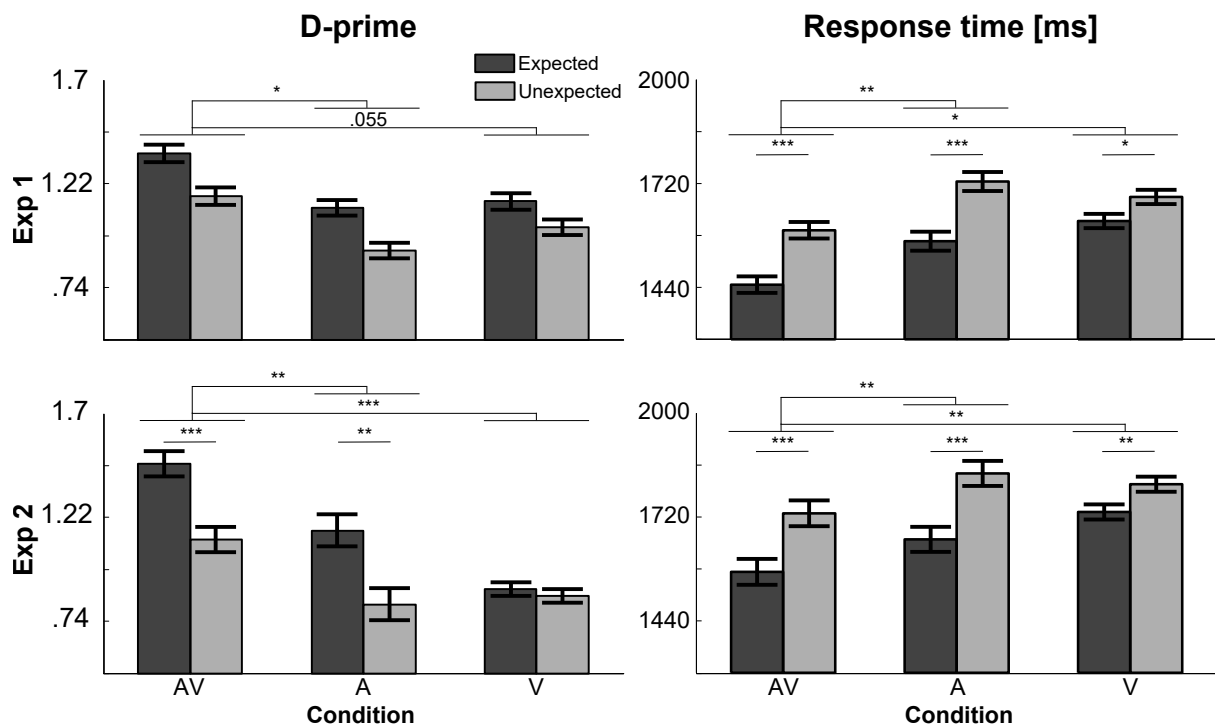 D-prime
Response time [ms]
Expected
Unexpected
Exp 1
1.7
1.22
.74
*
.055
2000
1720
1440
**
*
***
***
*
Exp 2
1.7
1.22
.74
**
***
***
**
AV
A
V
Condition
2000
1720
1440
**
**
***
***
**
AV
A
V
Condition